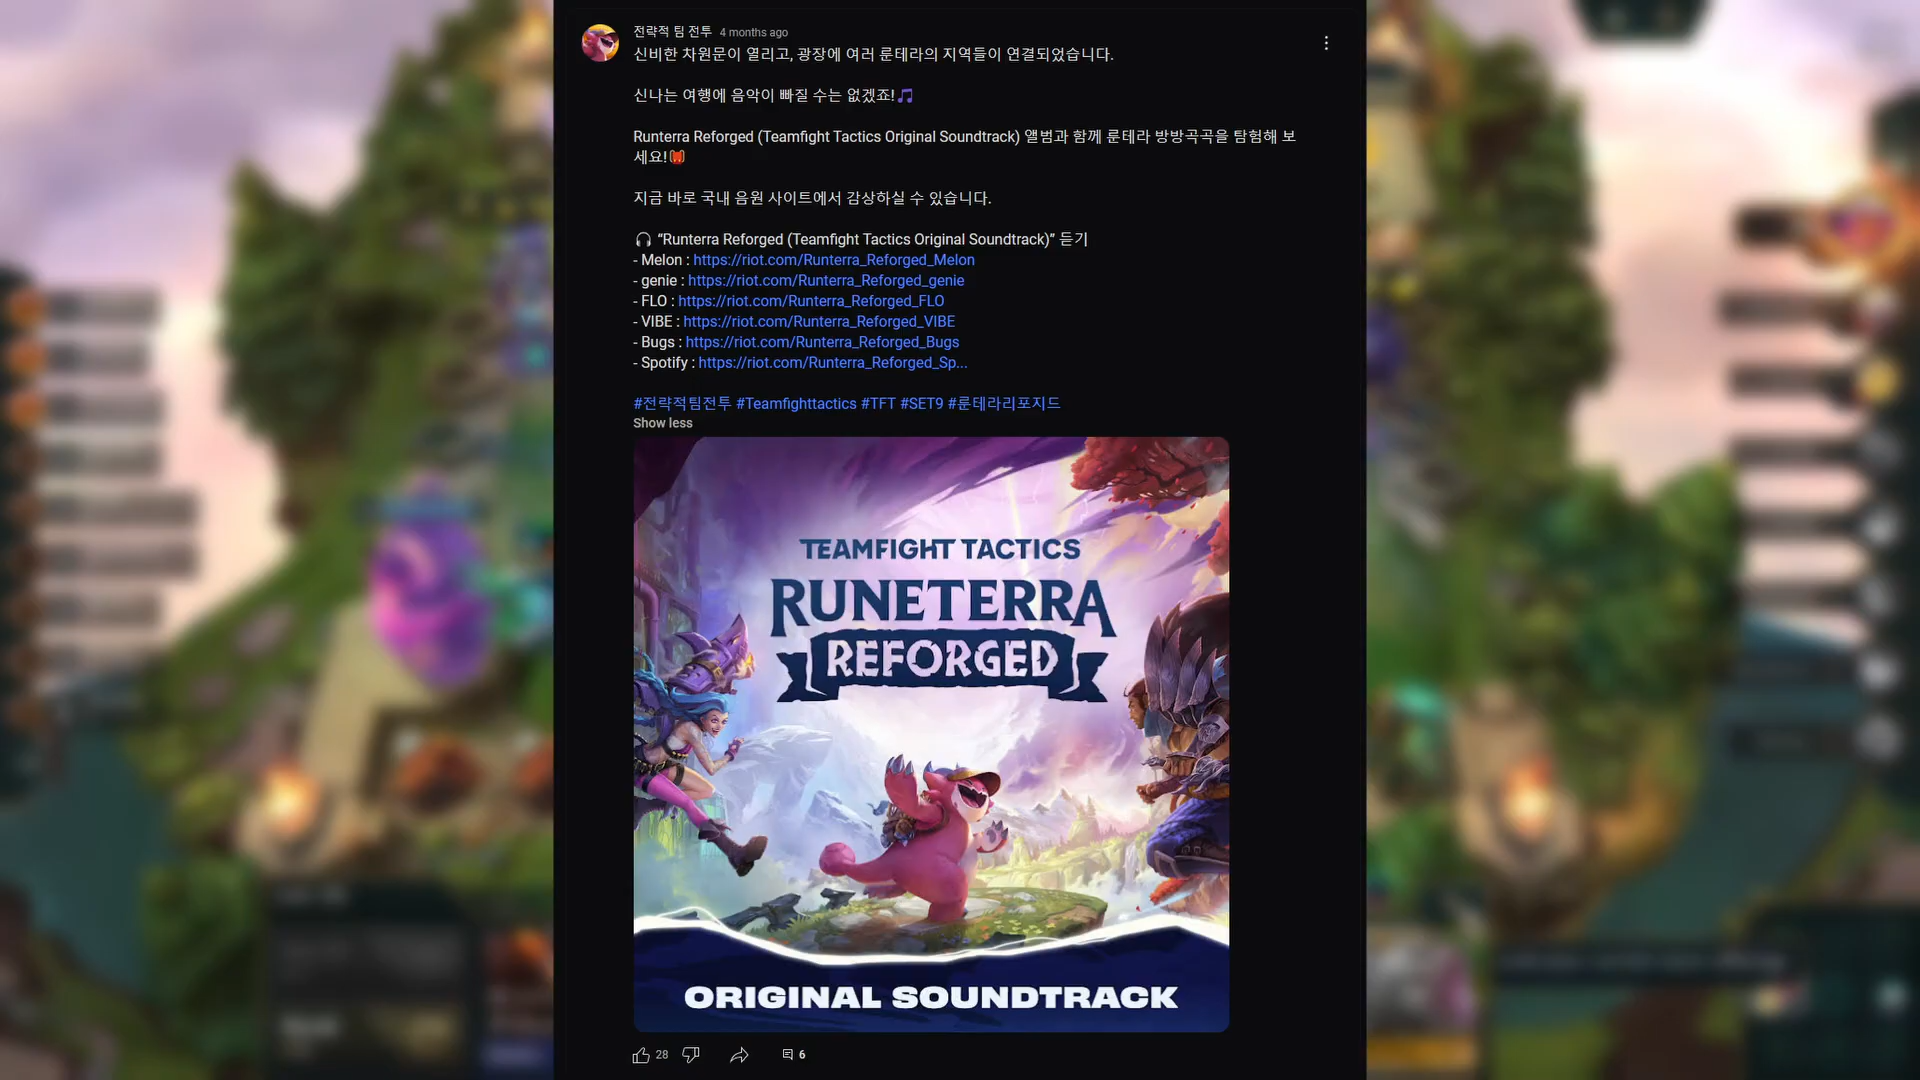 전략적 팀 전투 4 months ago
신비한 차원문이 열리고, 광장에 여러 룬테라의 지역들이 연결되었습니다.
신나는 여행에 음악이 빠질 수는 없겠죠!🎵
Runterra Reforged (Teamfight Tactics Original Soundtrack) 앨범과 함께 룬테라 방방곡곡을 탐험해 보
세요!
지금 바로 국내 음원 사이트에서 감상하실 수 있습니다.
🎧 “Runterra Reforged (Teamfight Tactics Original Soundtrack)” 듣기
- Melon : https://riot.com/Runterra_Reforged_Melon
- genie : https://riot.com/Runterra_Reforged_genie
- FLO : https://riot.com/Runterra_Reforged_FLO
- VIBE : https://riot.com/Runterra_Reforged_VIBE
- Bugs : https://riot.com/Runterra_Reforged_Bugs
- Spotify : https://riot.com/Runterra_Reforged_Sp...
#전략적팀전투 #Teamfighttactics #TFT #SET9 #룬테라리포지드
Show less
TEAMFIGHT TACTICS
RUNETERRA
REFORGED
ORIGINAL SOUNDTRACK
28 6